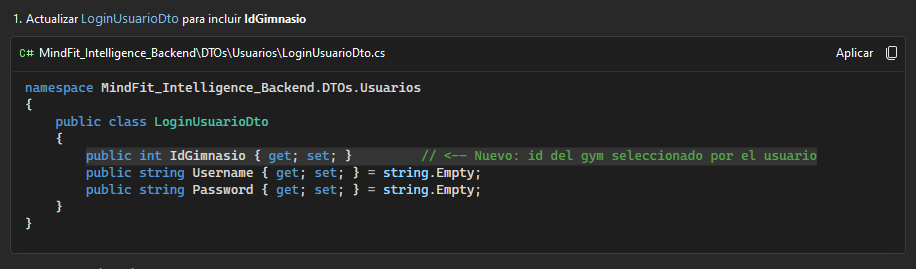 1. Actualizar LoginUsuarioDto para incluir IdGimnasio
C# MindFit_Intelligence_Backend\DTOs\Usuarios\LoginUsuarioDto.cs Aplicar
namespace MindFit_Intelligence_Backend.DTOs.Usuarios
{
    public class LoginUsuarioDto
    {
        public int IdGimnasio { get; set; }         // <-- Nuevo: id del gym seleccionado por el usuario
        public string Username { get; set; } = string.Empty;
        public string Password { get; set; } = string.Empty;
    }
}